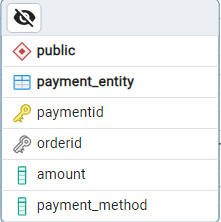 public
payment_entity
paymentid
orderid
amount
payment_method